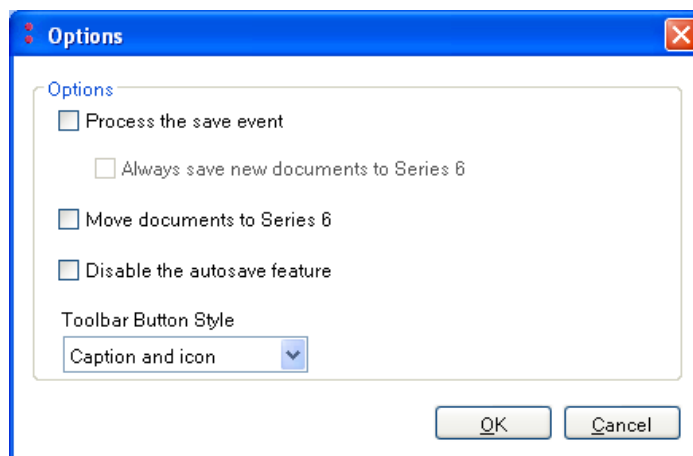 Options
Options
Process the save event
Always save new documents to Series 6
Move documents to Series 6
Disable the autosave feature
Toolbar Button Style
Caption and icon
OK Cancel